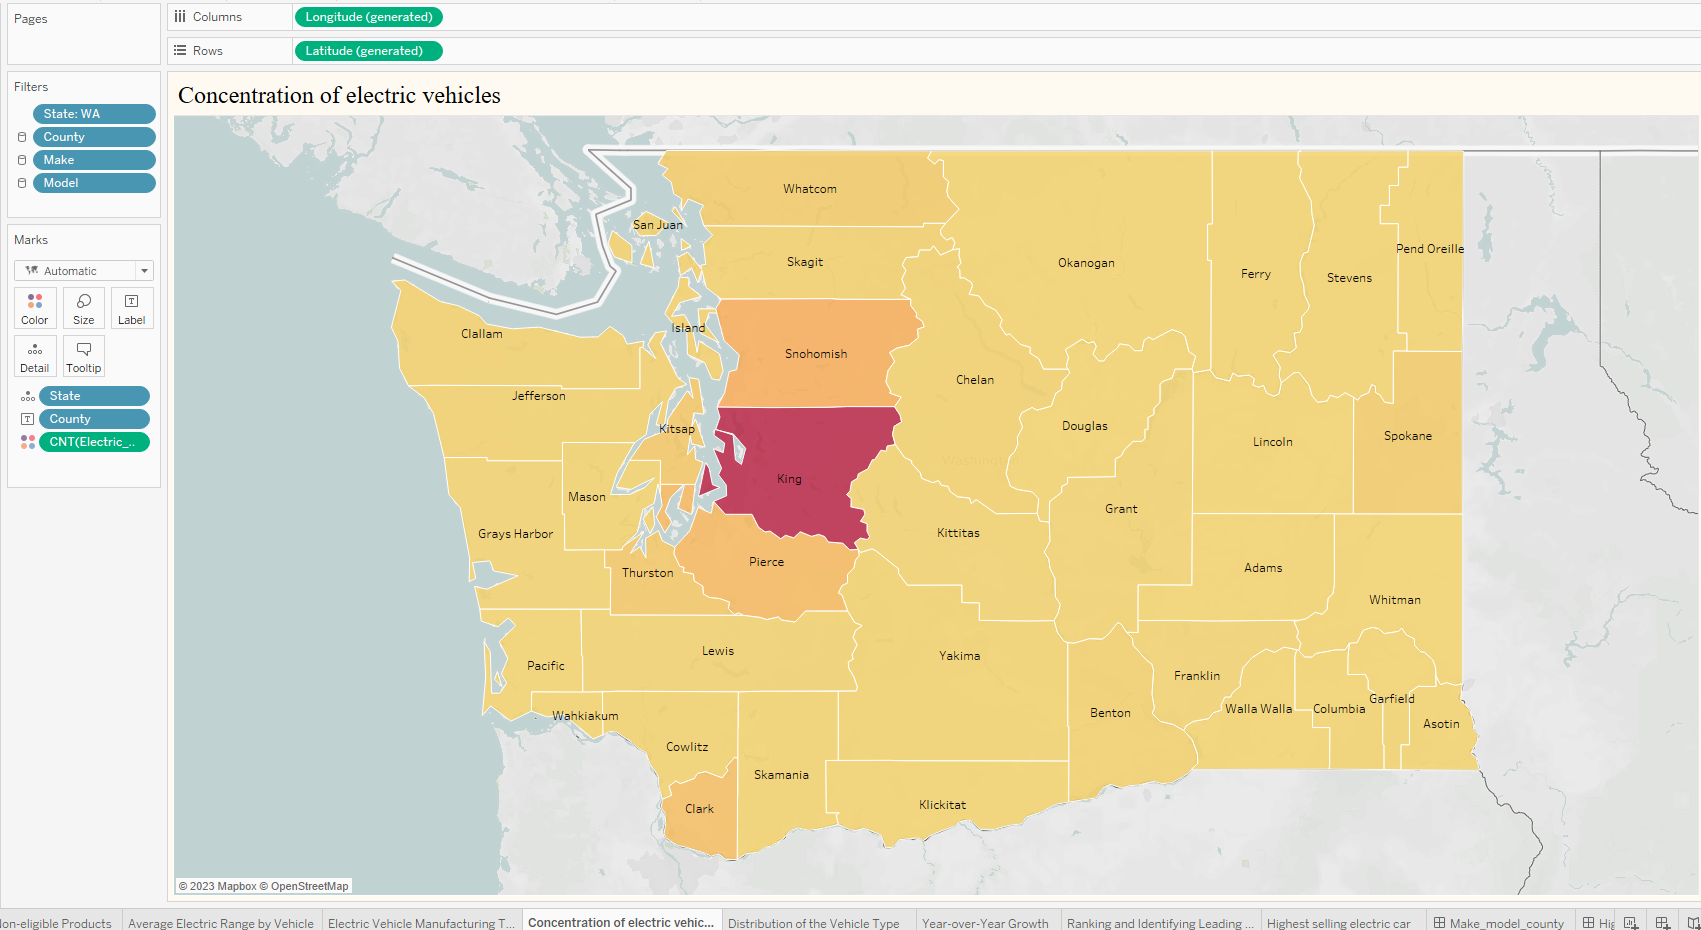 Pages
Columns
Longitude (generated)
Rows
Latitude (generated)
Filters
State: WA
County
Make
Model
Marks
Automatic
Color
Size
Label
Detail
Tooltip
State
County
CNT(Electric_..
Concentration of electric vehicles
Whatcom
San Juan
Skagit
Okanogan
Ferry
Stevens
Pend Oreille
Clallam
Island
Snohomish
Chelan
Jefferson
Kitsap
Douglas
Lincoln
Spokane
Washington
King
Mason
Grant
Grays Harbor
Kittitas
Pierce
Thurston
Adams
Whitman
Lewis
Yakima
Pacific
Franklin
Garfield
Wahkiakum
Benton
Walla Walla
Columbia
Asotin
Cowlitz
Skamania
Clark
Klickitat
© 2023 Mapbox © OpenStreetMap
on-eligible Products
Average Electric Range by Vehicle
Electric Vehicle Manufacturing T...
Concentration of electric vehic...
Distribution of the Vehicle Type
Year-over-Year Growth
Ranking and Identifying Leading ...
Highest selling electric car
Make_model_county